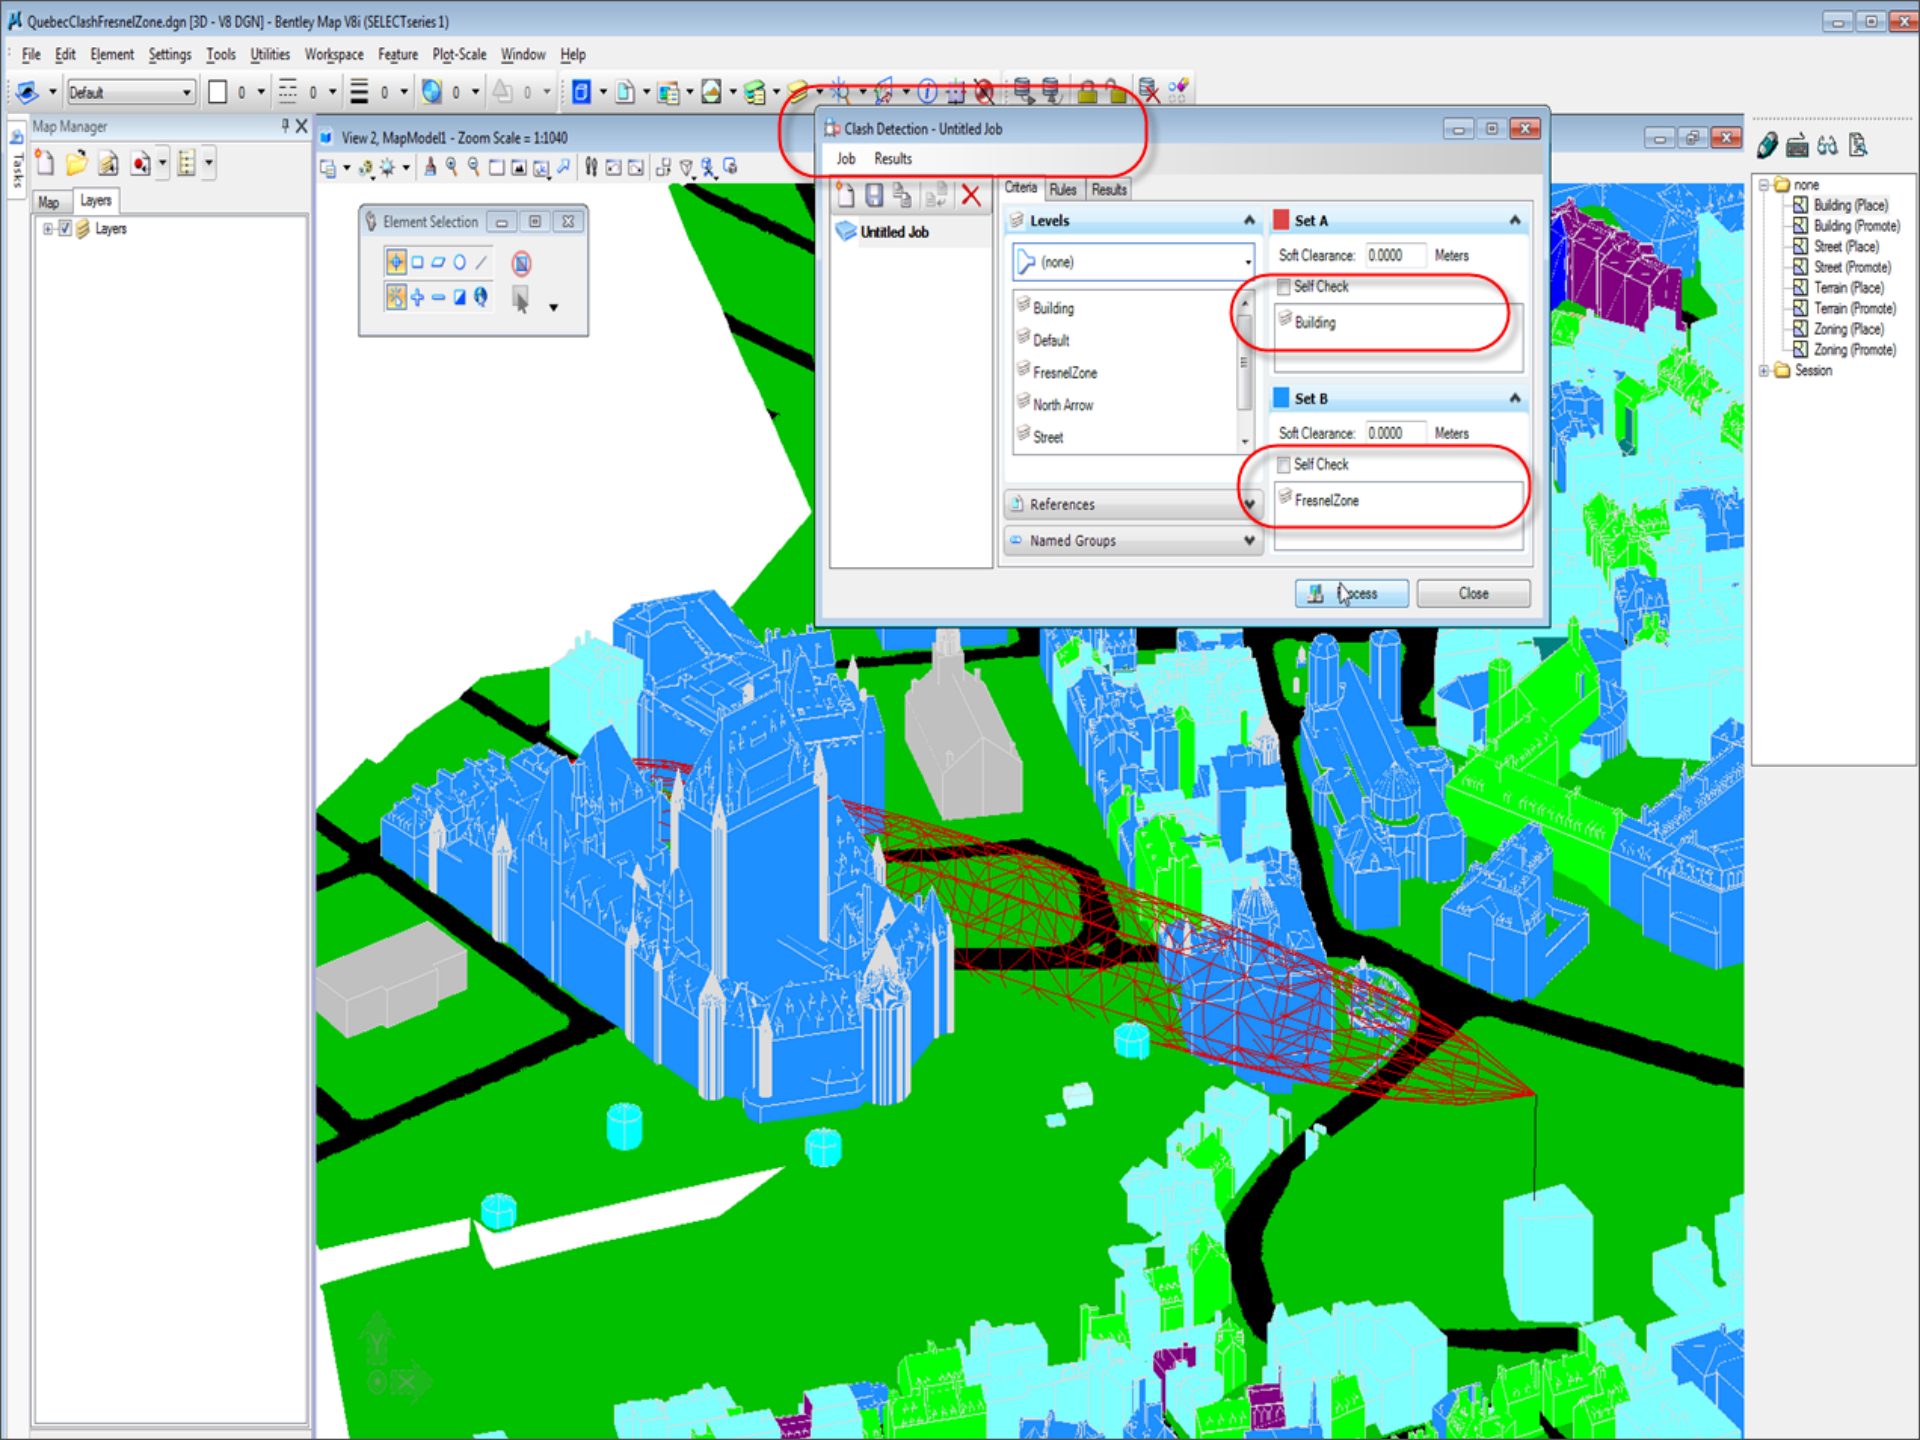 QuebecClashFresnelZone.dgn [3D - V8 DGN] - Bentley Map V8i (SELECTseries 1)
File Edit Element Settings Tools Utilities Workspace Feature Plot-Scale Window Help
Default 0 0 0 0 0
Map Manager
Tasks
Map Layers
Layers
View 2, MapModel1 - Zoom Scale = 1:1040
Element Selection
Clash Detection - Untitled Job
Job Results
Untitled Job
Criteria Rules Results
Levels
(none)
Building
Default
FresnelZone
North Arrow
Street
References
Named Groups
Set A
Soft Clearance: 0.0000 Meters
Self Check
Building
Set B
Soft Clearance: 0.0000 Meters
Self Check
FresnelZone
Close
none
Building (Place)
Building (Promote)
Street (Place)
Street (Promote)
Terrain (Place)
Terrain (Promote)
Zoning (Place)
Zoning (Promote)
Session